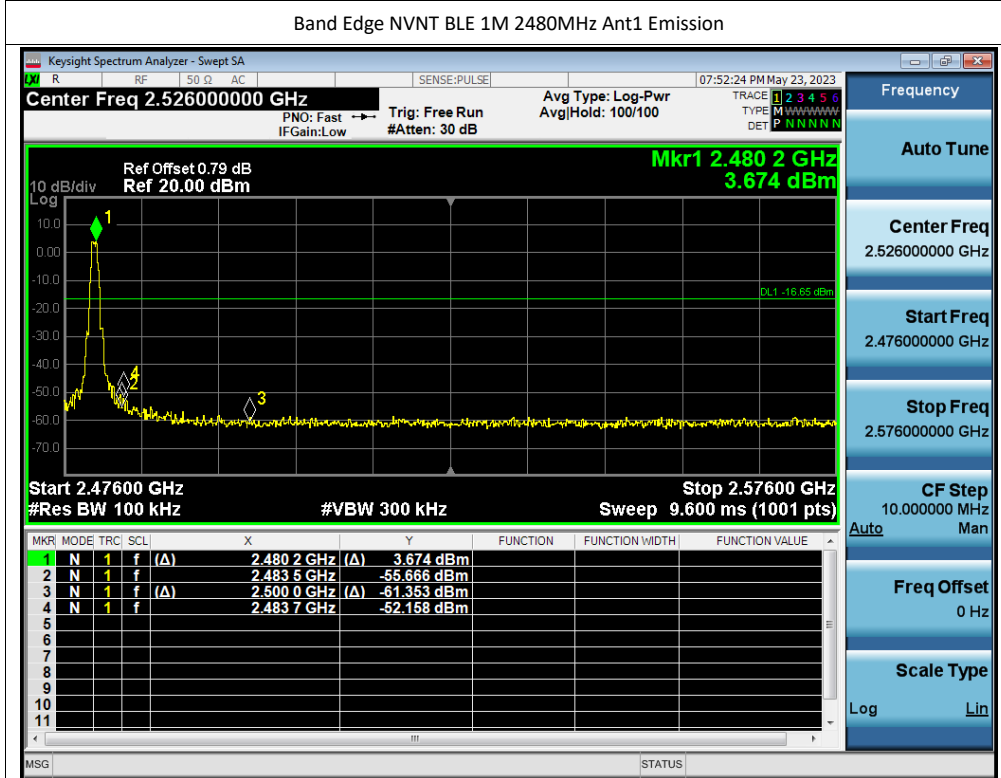 Band Edge NVNT BLE 1M 2480MHz Ant1 Emission
Keysight Spectrum Analyzer - Swept SA
LXI R RF 50 Ω AC SENSE:PULSE 07:52:24 PM May 23, 2023
Center Freq 2.526000000 GHz
PNO: Fast
IFGain:Low
Trig: Free Run
#Atten: 30 dB
Avg Type: Log-Pwr
Avg|Hold: 100/100
TRACE 1 2 3 4 5 6
TYPE M WWWWW
DET P N N N N N
Mkr1 2.480 2 GHz
3.674 dBm
Ref Offset 0.79 dB
10 dB/div Ref 20.00 dBm
Log
10.0
0.00
-10.0
-20.0
-30.0
-40.0
-50.0
-60.0
-70.0
1
4
2
3
DL1 -16.65 dBm
Start 2.47600 GHz Stop 2.57600 GHz
#Res BW 100 kHz #VBW 300 kHz Sweep 9.600 ms (1001 pts)
MKR MODE TRC SCL X Y FUNCTION FUNCTION WIDTH FUNCTION VALUE
1 N 1 f (Δ) 2.480 2 GHz (Δ) 3.674 dBm
2 N 1 f 2.483 5 GHz -55.666 dBm
3 N 1 f (Δ) 2.500 0 GHz (Δ) -61.353 dBm
4 N 1 f 2.483 7 GHz -52.158 dBm
5
6
7
8
9
10
11
MSG STATUS
Frequency
Auto Tune
Center Freq
2.526000000 GHz
Start Freq
2.476000000 GHz
Stop Freq
2.576000000 GHz
CF Step
10.000000 MHz
Auto Man
Freq Offset
0 Hz
Scale Type
Log Lin